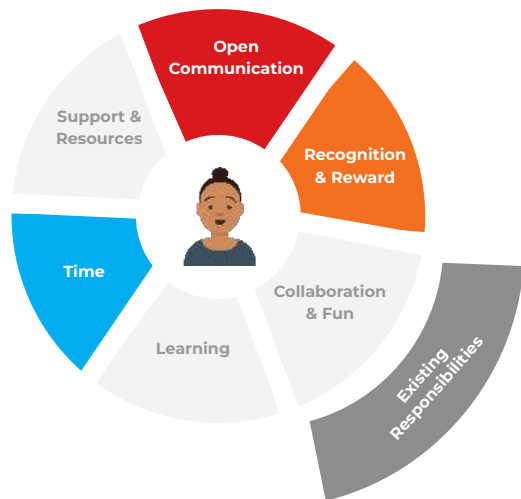 Open
Communication
Support &
Resources
Recognition
& Reward
Time
Collaboration
& Fun
Learning
Existing
Responsibilities